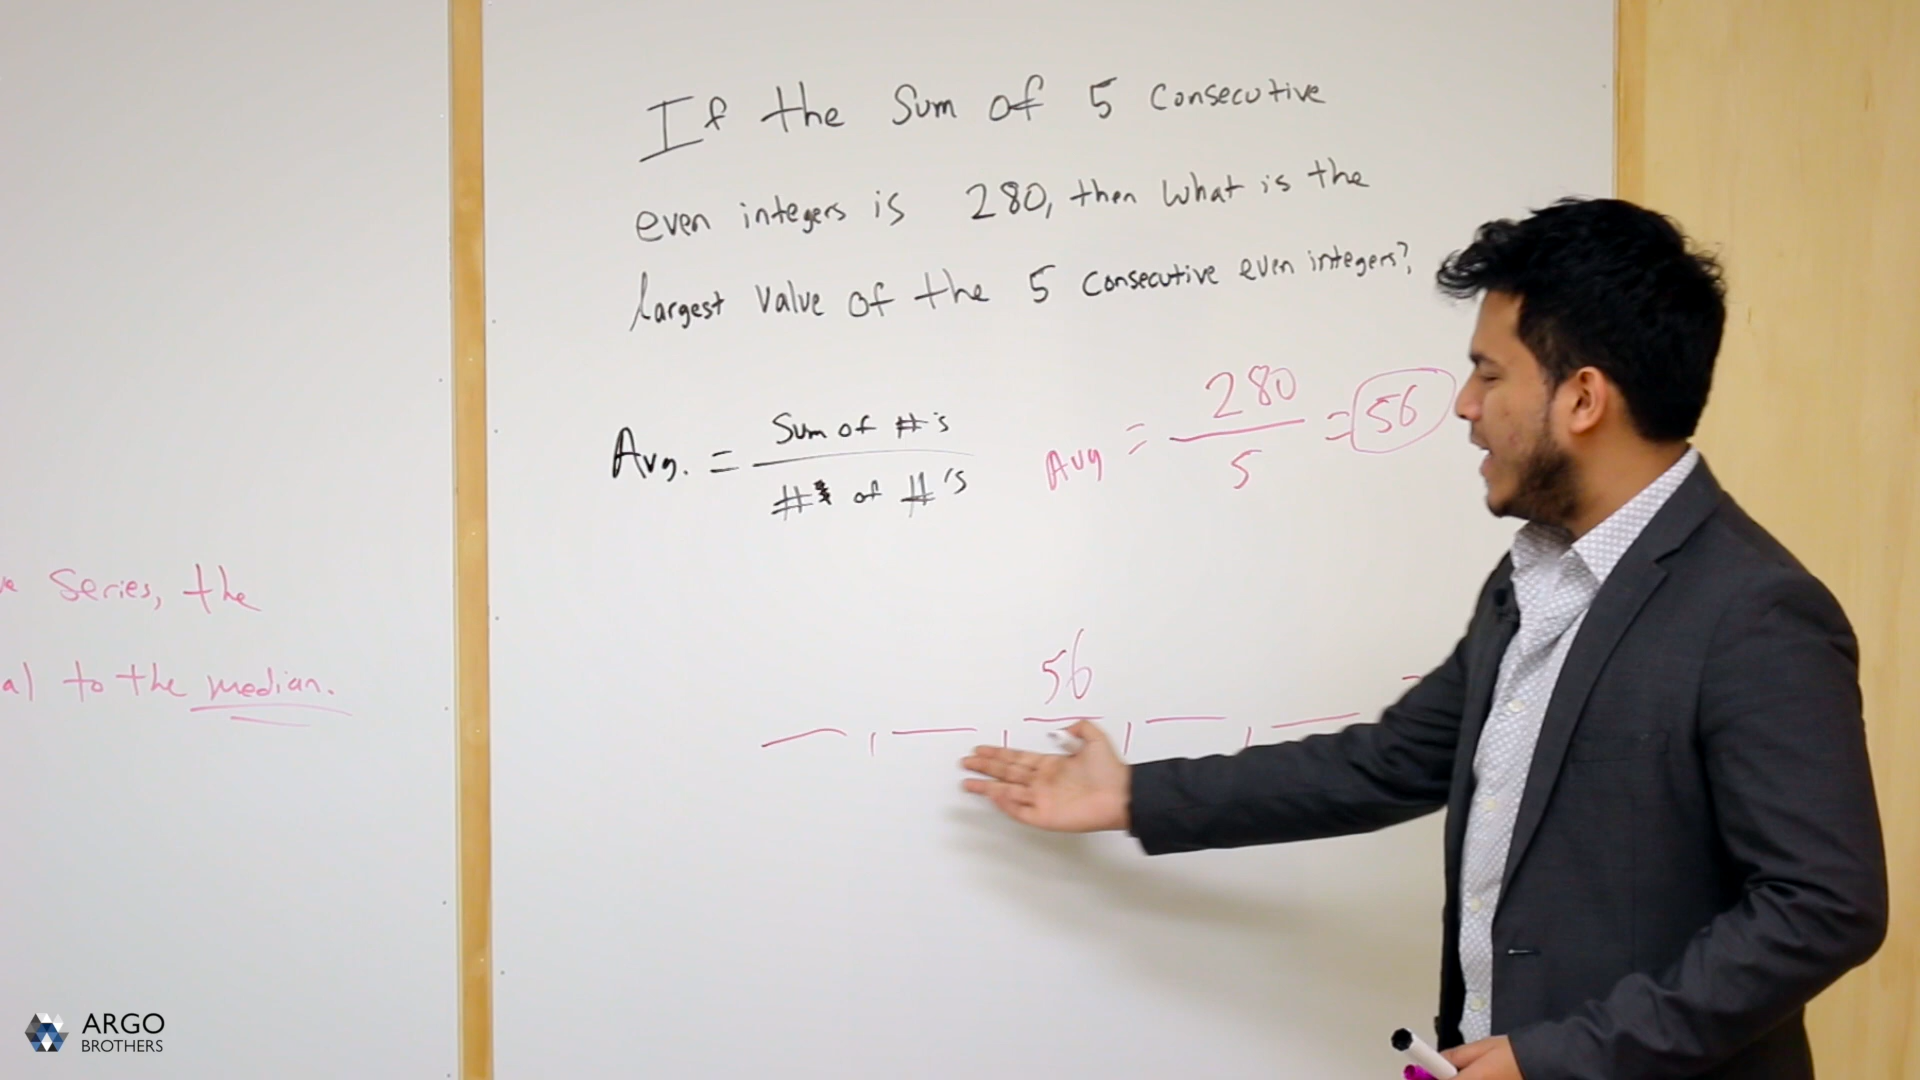 If the Sum of 5 Consecutive
even integers is 280, then what is the
largest value of the 5 consecutive even integers?
Avg. = Sum of #'s / # of #'s
Avg = 280 / 5 = 56
Series, the
to the median.
56
ARGO
BROTHERS